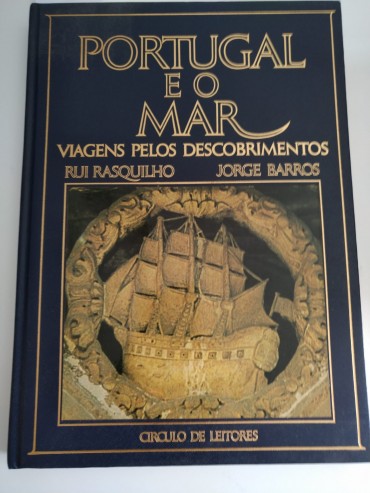 PORTUGAL
E O
MAR
VIAGENS PELOS DESCOBRIMENTOS
RUI RASQUILHO JORGE BARROS
CIRCULO DE LEITORES